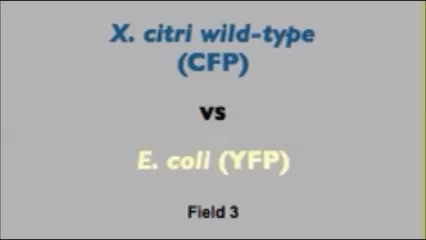 X. citri wild-type
(CFP)
vs
E. coli (YFP)
Field 3